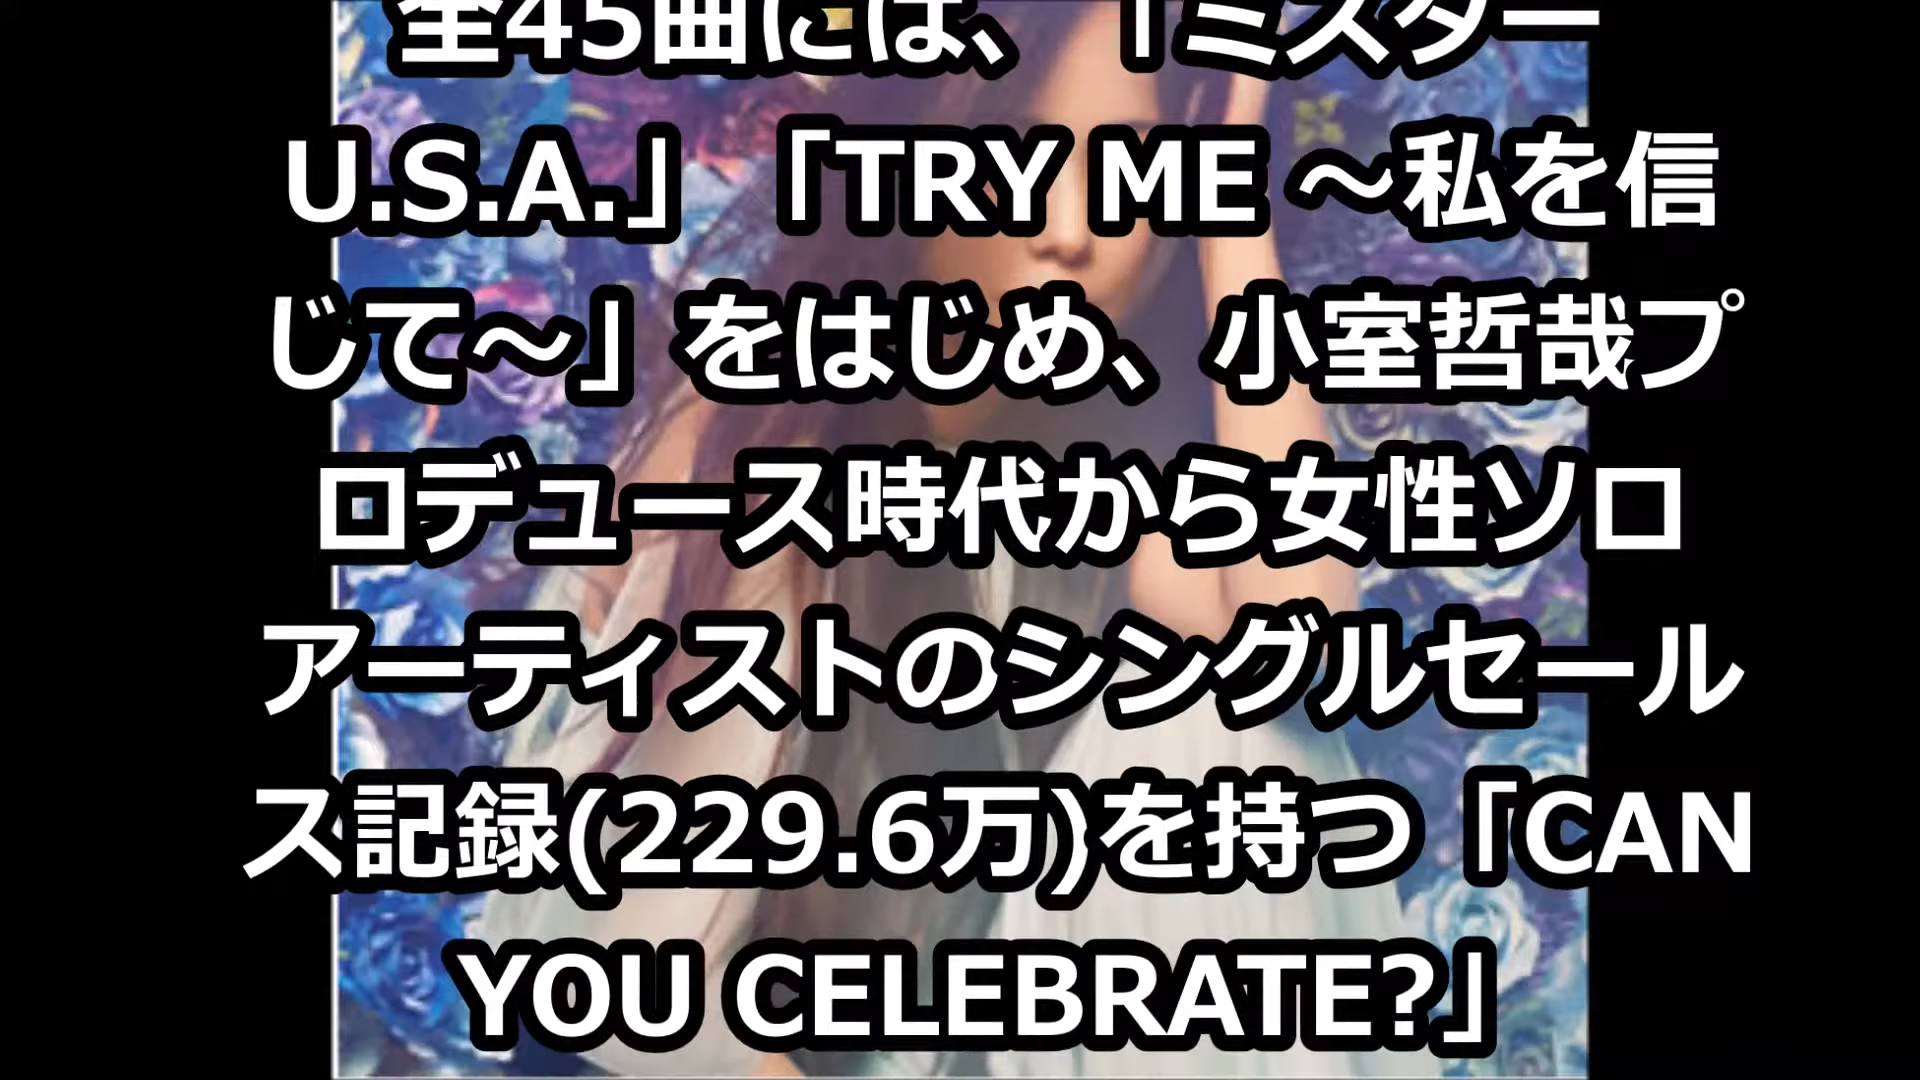 全45曲には、「ミスター
U.S.A.」「TRY ME ～私を信
じて～」をはじめ、小室哲哉プ
ロデュース時代から女性ソロ
アーティストのシングルセール
ス記録(229.6万)を持つ「CAN
YOU CELEBRATE?」